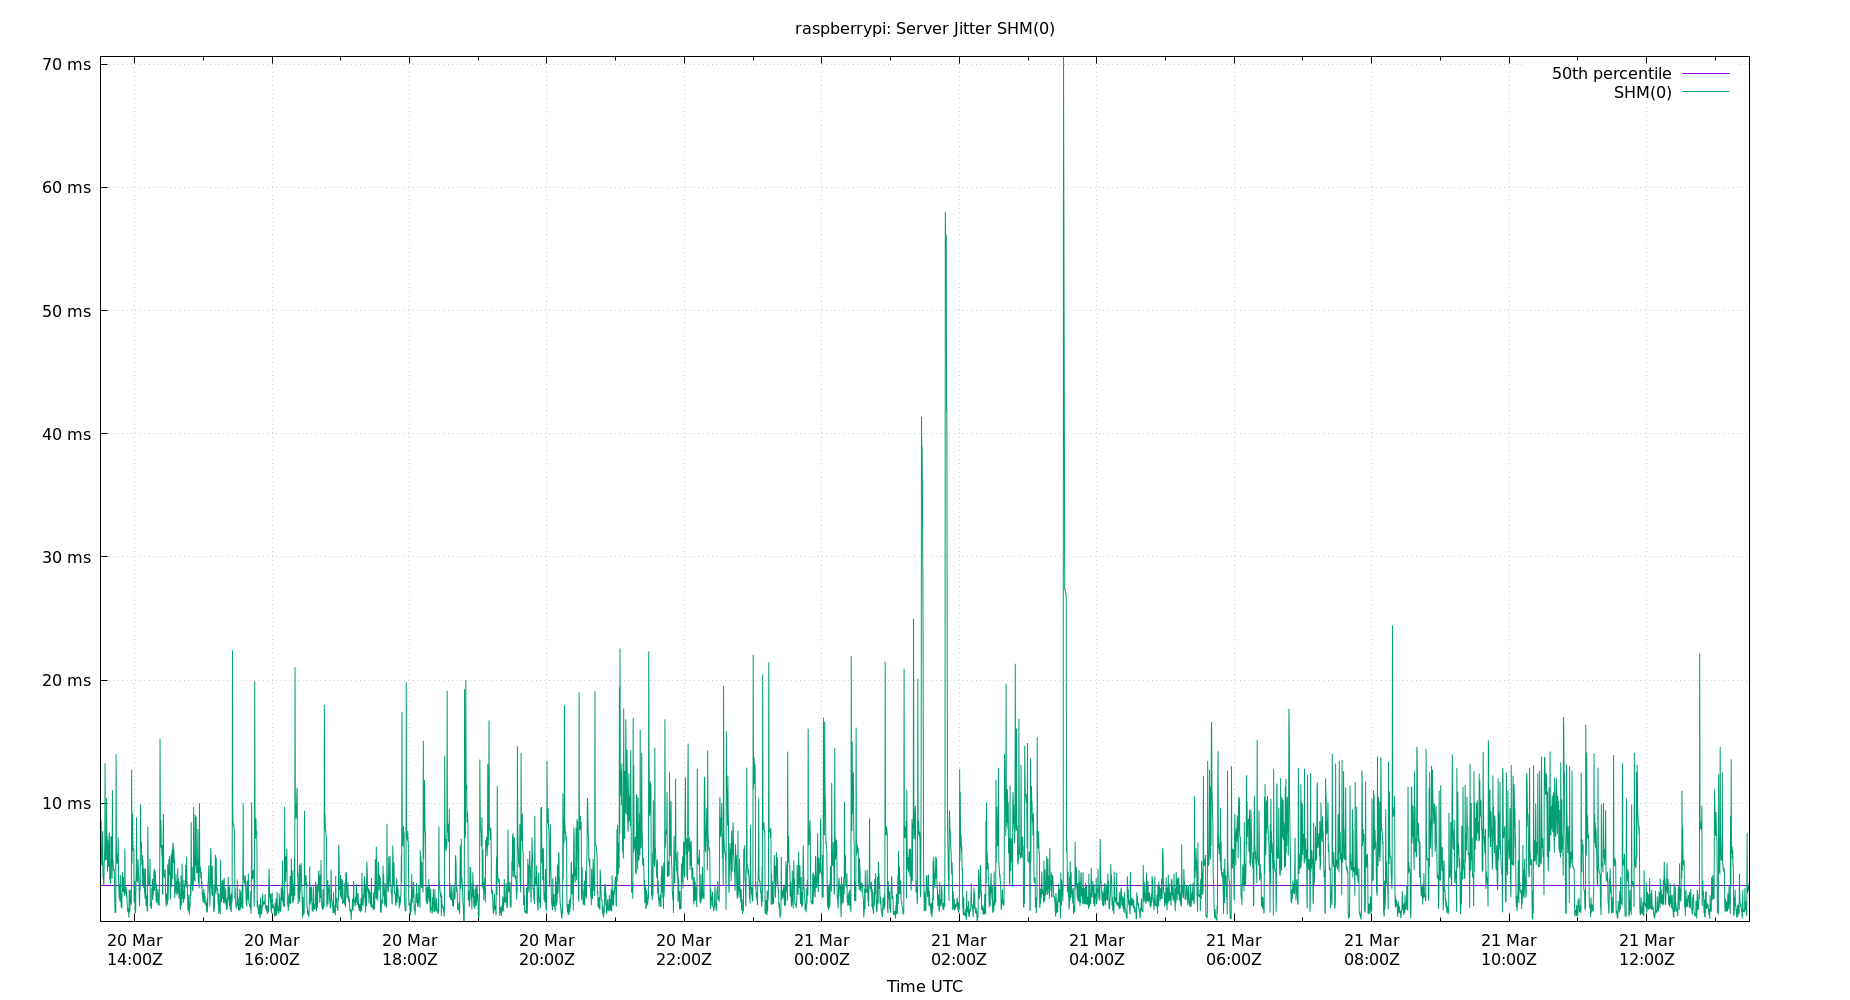 raspberrypi: Server Jitter SHM(0)
70 ms
60 ms
50 ms
40 ms
30 ms
20 ms
10 ms
50th percentile
SHM(0)
20 Mar 20 Mar 20 Mar 20 Mar 20 Mar 21 Mar 21 Mar 21 Mar 21 Mar 21 Mar 21 Mar 21 Mar
14:00Z 16:00Z 18:00Z 20:00Z 22:00Z 00:00Z 02:00Z 04:00Z 06:00Z 08:00Z 10:00Z 12:00Z
Time UTC